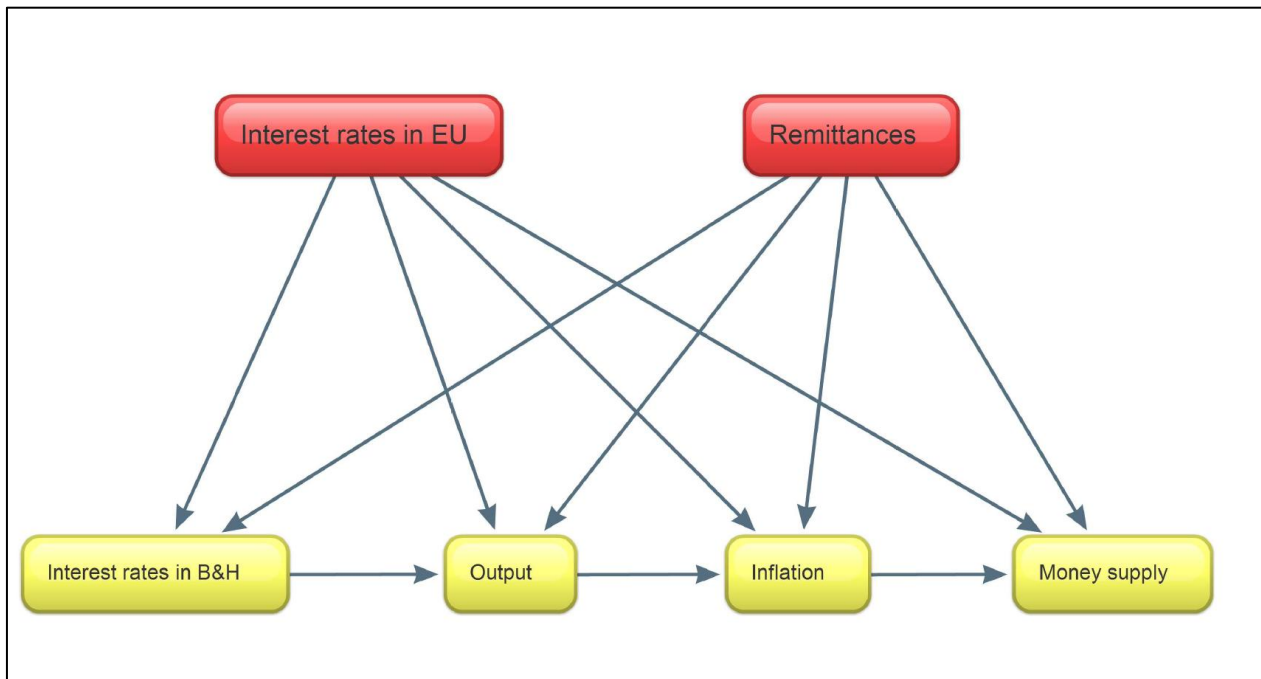 Interest rates in EU
Remittances
Interest rates in B&H
Output
Inflation
Money supply